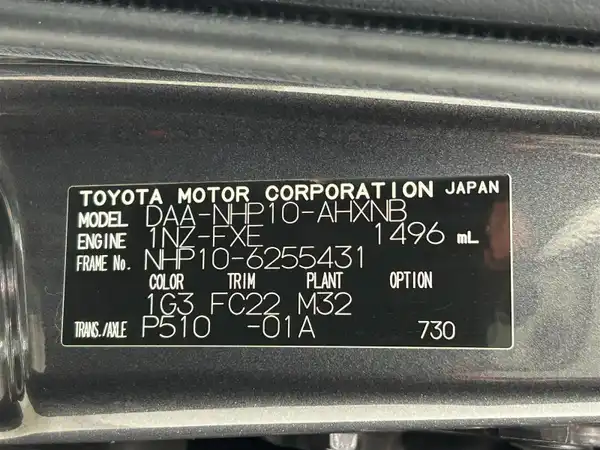 TOYOTA MOTOR CORPORATION JAPAN
MODEL DAA-NHP10-AHXNB
ENGINE 1NZ-FXE 1496 mL
FRAME No. NHP10-6255431
COLOR TRIM PLANT OPTION
1G3 FC22 M32
TRANS./AXLE P510 -01A 730